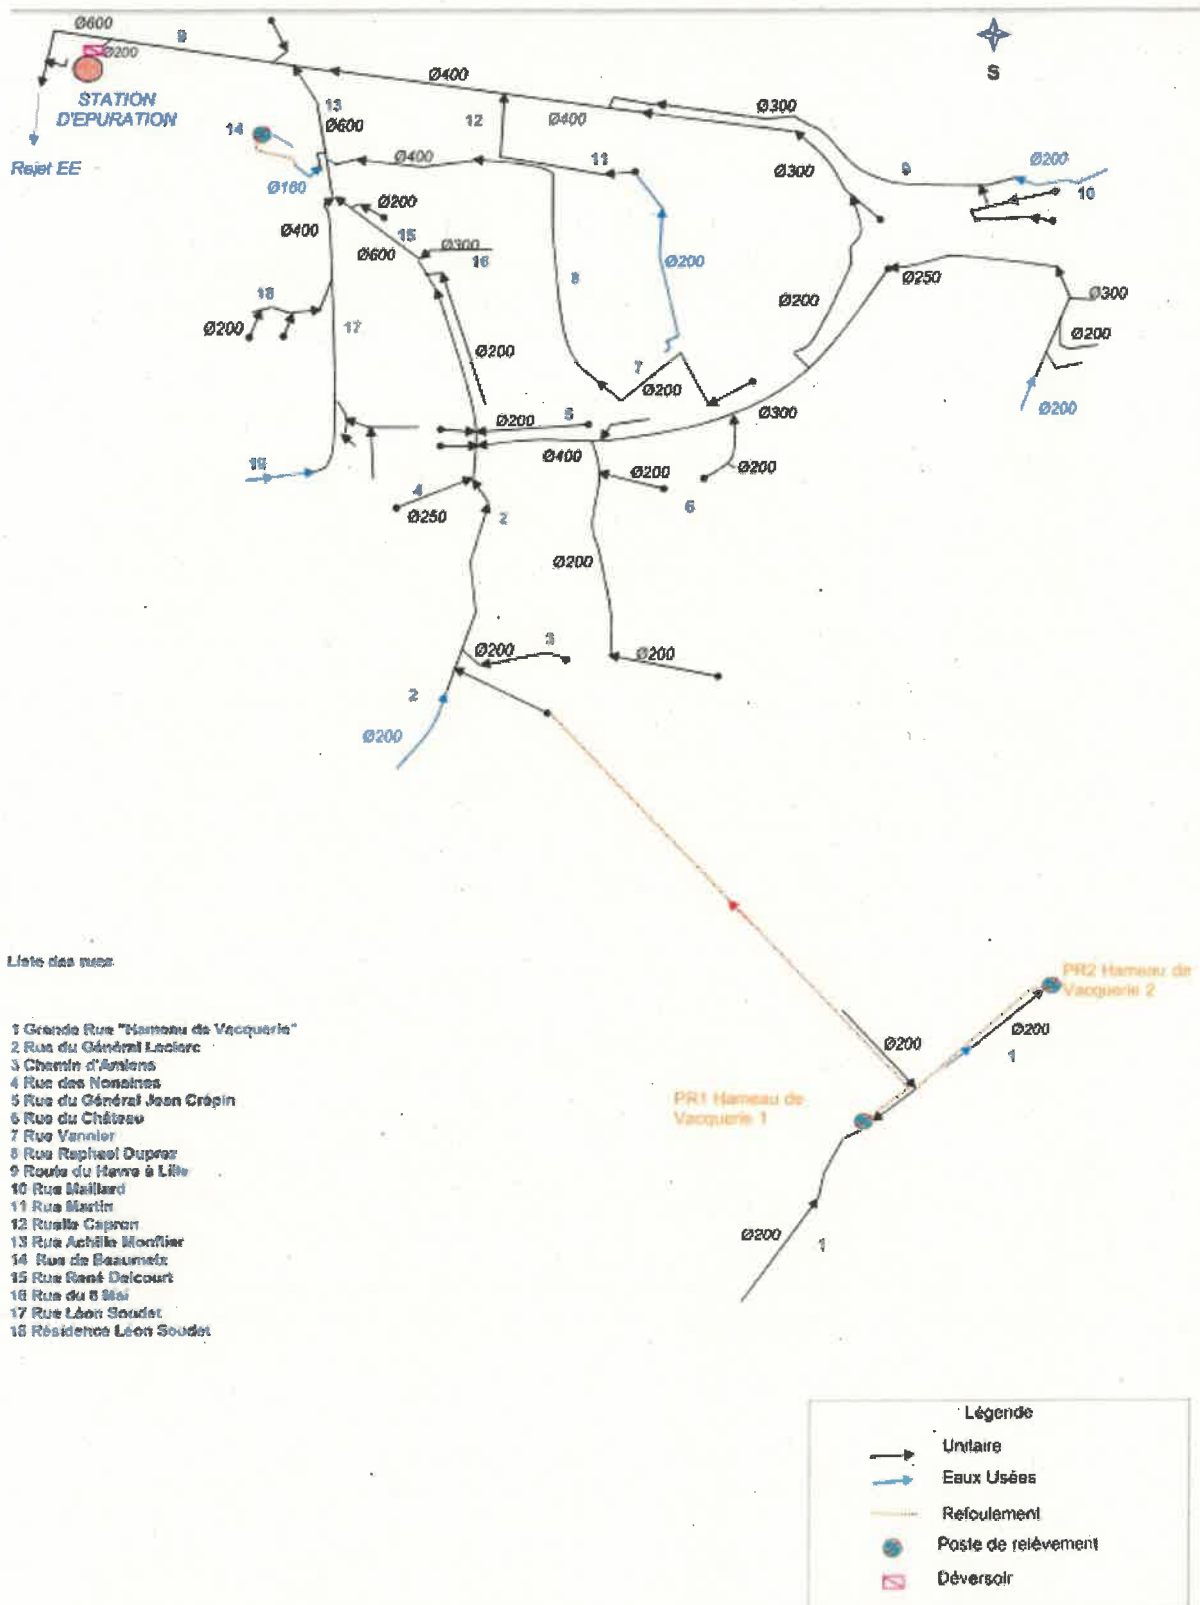 Ø600
9
Ø200
S
STATION
D'EPURATION
Rejet EE
Ø400
13
Ø600
12
Ø400
Ø300
14
Ø160
Ø400
11
Ø300
9
Ø200
10
Ø200
Ø400
15
Ø600
Ø300
16
8
Ø200
Ø250
Ø300
Ø200
18
Ø200
17
Ø200
Ø200
7
Ø200
Ø200
Ø300
Ø200
5
Ø400
Ø200
Ø200
6
19
4
Ø250
2
Ø200
Ø200
3
Ø200
2
Ø200
PR2 Hameau de
Vacquerie 2
Ø200
1
Ø200
PR1 Hameau de
Vacquerie 1
Ø200
1
Liste des rues
1 Grande Rue "Hameau de Vacquerie"
2 Rue du Général Leclerc
3 Chemin d'Amiens
4 Rue des Nonaines
5 Rue du Général Jean Crépin
6 Rue du Château
7 Rue Vannier
8 Rue Raphael Duprez
9 Route du Havre à Lille
10 Rue Maillard
11 Rue Martin
12 Ruelle Capron
13 Rue Achille Monflier
14 Rue de Beaumetz
15 Rue René Delcourt
16 Rue du 8 Mai
17 Rue Léon Soudet
18 Résidence Léon Soudet
Légende
Unitaire
Eaux Usées
Refoulement
Poste de relèvement
Déversoir